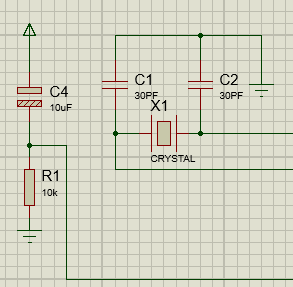 C1
30PF
C2
30PF
C4
10uF
X1
CRYSTAL
R1
10k